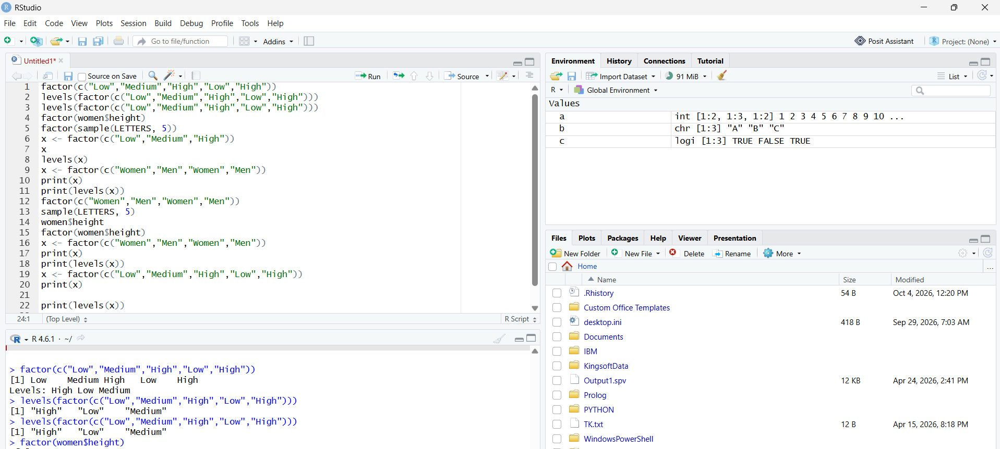 RStudio
File Edit Code View Plots Session Build Debug Profile Tools Help
Go to file/function Addins Posit Assistant Project: (None)
Untitled1*
Source on Save Run Source
1 factor(c("Low","Medium","High","Low","High"))
2 levels(factor(c("Low","Medium","High","Low","High")))
3 levels(factor(c("Low","Medium","High","Low","High")))
4 factor(women$height)
5 factor(sample(LETTERS, 5))
6 x <- factor(c("Low","Medium","High"))
7 x
8 levels(x)
9 x <- factor(c("Women","Men","Women","Men"))
10 print(x)
11 print(levels(x))
12 factor(c("Women","Men","Women","Men"))
13 sample(LETTERS, 5)
14 women$height
15 factor(women$height)
16 x <- factor(c("Women","Men","Women","Men"))
17 print(x)
18 print(levels(x))
19 x <- factor(c("Low","Medium","High","Low","High"))
20 print(x)
21
22 print(levels(x))
24:1 (Top Level) R Script
R 4.6.1 · ~/
> factor(c("Low","Medium","High","Low","High"))
[1] Low    Medium High   Low    High
Levels: High Low Medium
> levels(factor(c("Low","Medium","High","Low","High")))
[1] "High"   "Low"    "Medium"
> levels(factor(c("Low","Medium","High","Low","High")))
[1] "High"   "Low"    "Medium"
> factor(women$height)
Environment History Connections Tutorial
Import Dataset 91 MiB List
R Global Environment
Values
a int [1:2, 1:3, 1:2] 1 2 3 4 5 6 7 8 9 10 ...
b chr [1:3] "A" "B" "C"
c logi [1:3] TRUE FALSE TRUE
Files Plots Packages Help Viewer Presentation
New Folder New File Delete Rename More
Home ...
Name Size Modified
.Rhistory 54 B Oct 4, 2026, 12:20 PM
Custom Office Templates
desktop.ini 418 B Sep 29, 2026, 7:03 AM
Documents
IBM
KingsoftData
Output1.spv 12 KB Apr 24, 2026, 2:41 PM
Prolog
PYTHON
TK.txt 12 B Apr 15, 2026, 8:18 PM
WindowsPowerShell